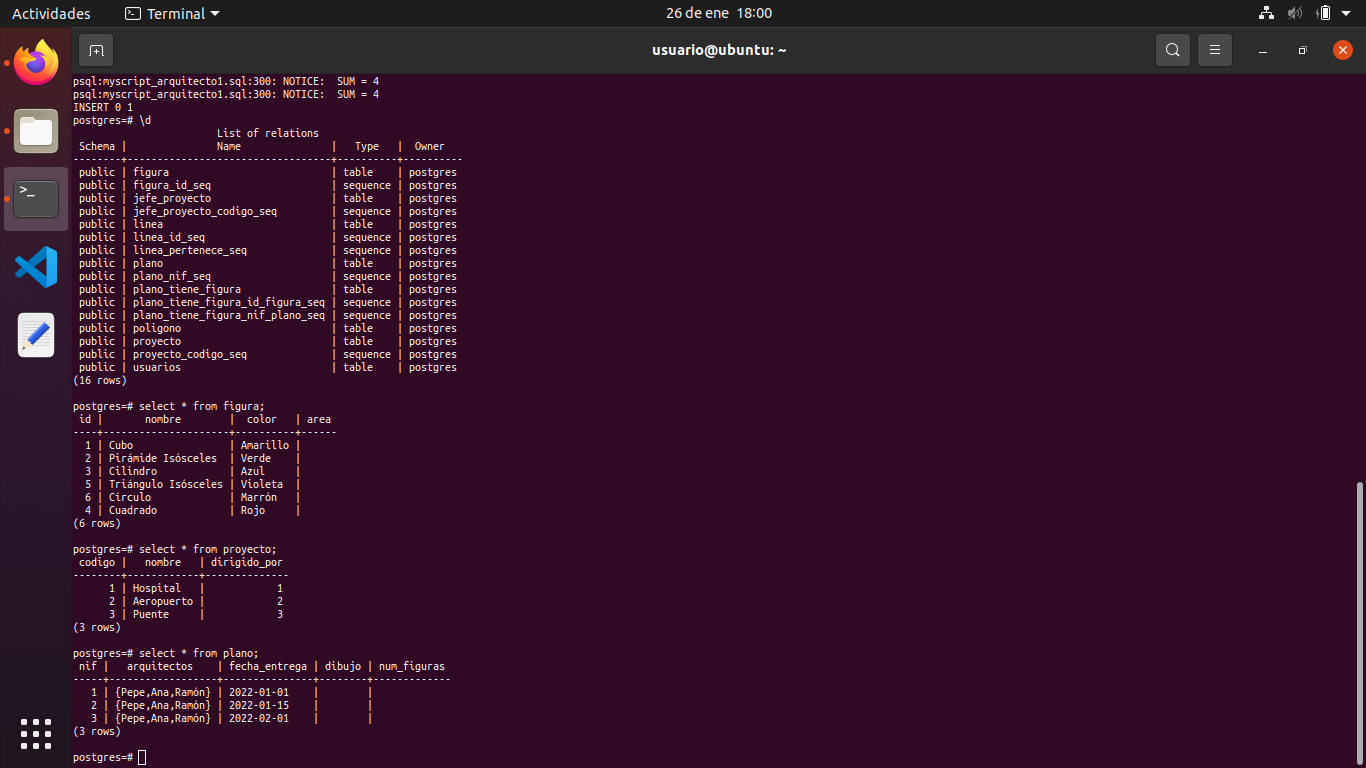 Actividades Terminal 26 de ene 18:00
usuario@ubuntu: ~
psql:myscript_arquitecto1.sql:300: NOTICE:  SUM = 4
psql:myscript_arquitecto1.sql:300: NOTICE:  SUM = 4
INSERT 0 1
postgres=# \d
                        List of relations
 Schema |               Name               |   Type   |  Owner
--------+----------------------------------+----------+----------
 public | figura                           | table    | postgres
 public | figura_id_seq                    | sequence | postgres
 public | jefe_proyecto                    | table    | postgres
 public | jefe_proyecto_codigo_seq         | sequence | postgres
 public | linea                            | table    | postgres
 public | linea_id_seq                     | sequence | postgres
 public | linea_pertenece_seq              | sequence | postgres
 public | plano                            | table    | postgres
 public | plano_nif_seq                    | sequence | postgres
 public | plano_tiene_figura               | table    | postgres
 public | plano_tiene_figura_id_figura_seq | sequence | postgres
 public | plano_tiene_figura_nif_plano_seq | sequence | postgres
 public | poligono                         | table    | postgres
 public | proyecto                         | table    | postgres
 public | proyecto_codigo_seq              | sequence | postgres
 public | usuarios                         | table    | postgres
(16 rows)
postgres=# select * from figura;
 id |       nombre        |  color   | area
----+---------------------+----------+------
  1 | Cubo                | Amarillo |
  2 | Pirámide Isósceles  | Verde    |
  3 | Cilindro            | Azul     |
  5 | Triángulo Isósceles | Violeta  |
  6 | Círculo             | Marrón   |
  4 | Cuadrado            | Rojo     |
(6 rows)
postgres=# select * from proyecto;
 codigo |   nombre   | dirigido_por
--------+------------+--------------
      1 | Hospital   |            1
      2 | Aeropuerto |            2
      3 | Puente     |            3
(3 rows)
postgres=# select * from plano;
 nif |   arquitectos    | fecha_entrega | dibujo | num_figuras
-----+------------------+---------------+--------+-------------
   1 | {Pepe,Ana,Ramón} | 2022-01-01    |        |
   2 | {Pepe,Ana,Ramón} | 2022-01-15    |        |
   3 | {Pepe,Ana,Ramón} | 2022-02-01    |        |
(3 rows)
postgres=#